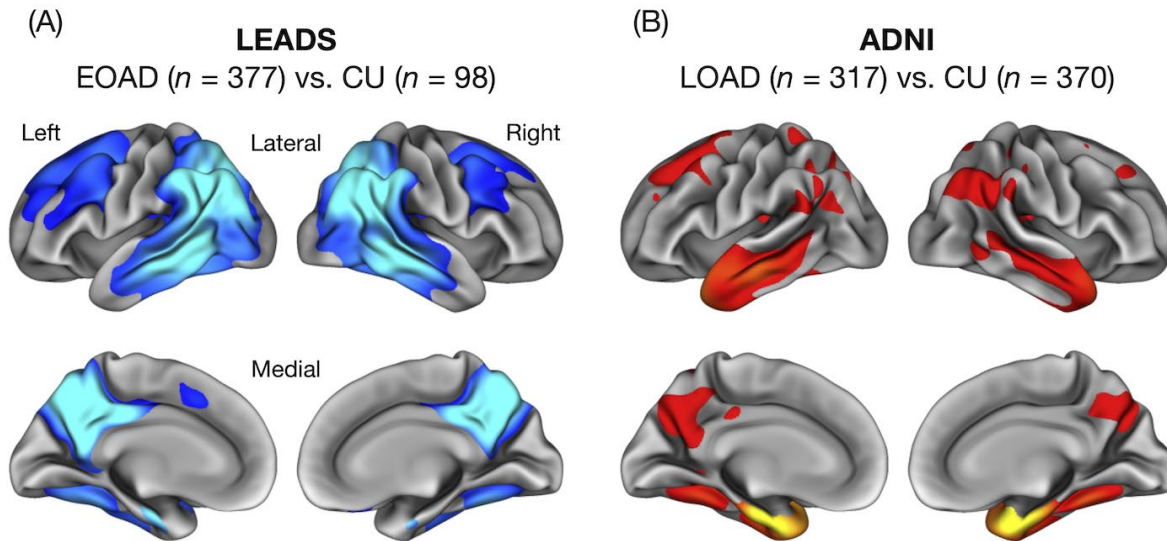 (A)
LEADS
EOAD (n = 377) vs. CU (n = 98)
Left
Lateral
Right
Medial
(B)
ADNI
LOAD (n = 317) vs. CU (n = 370)